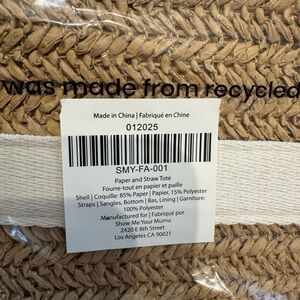 was made from recycled
Made in China | Fabriqué en Chine
012025
SMY-FA-001
Paper and Straw Tote
Fourre-tout en papier et paille
Shell | Coquille: 85% Paper | Papier, 15% Polyester
Straps | Sangles, Bottom | Bas, Lining | Garniture:
100% Polyester
Manufactured for | Fabriqué por
Show Me Your Mumu
2420 E 8th Street
Los Angeles CA 90021